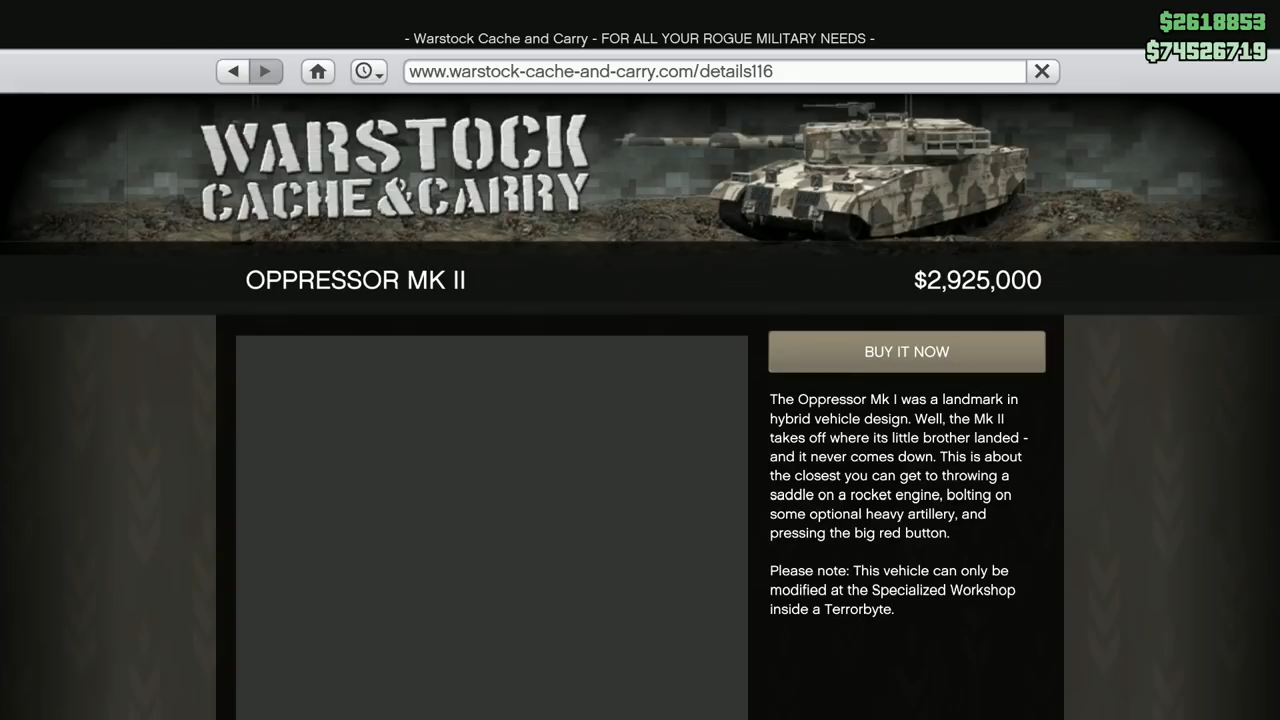 $2618853
- Warstock Cache and Carry - FOR ALL YOUR ROGUE MILITARY NEEDS -
$74526719
www.warstock-cache-and-carry.com/details116
WARSTOCK
CACHE&CARRY
OPPRESSOR MK II
$2,925,000
BUY IT NOW
The Oppressor Mk I was a landmark in
hybrid vehicle design. Well, the Mk II
takes off where its little brother landed -
and it never comes down. This is about
the closest you can get to throwing a
saddle on a rocket engine, bolting on
some optional heavy artillery, and
pressing the big red button.
Please note: This vehicle can only be
modified at the Specialized Workshop
inside a Terrorbyte.